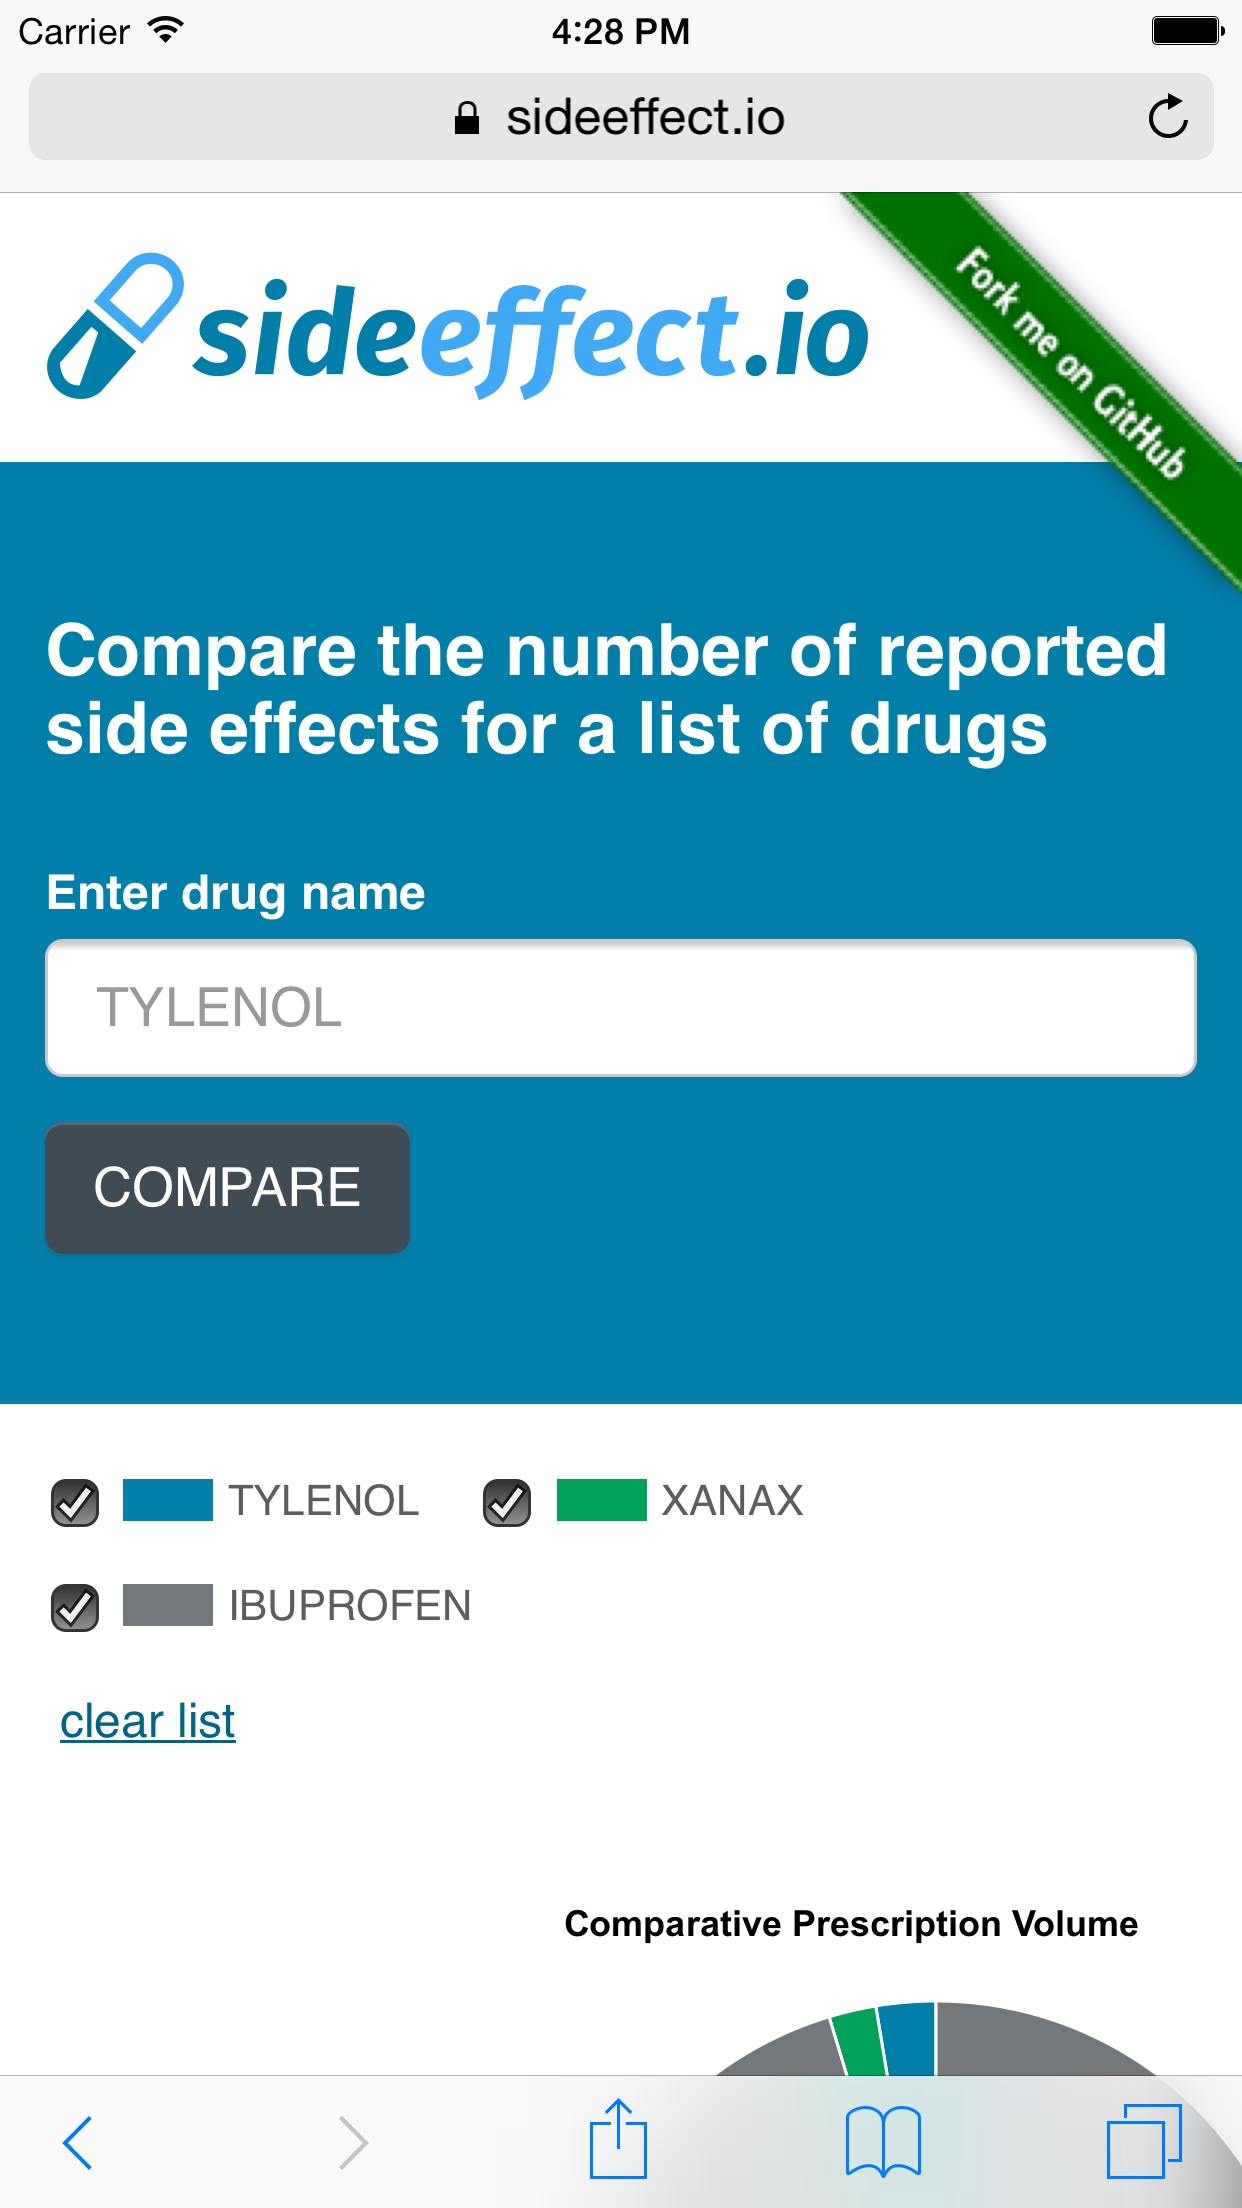 Carrier 4:28 PM
sideeffect.io
sideeffect.io
Fork me on GitHub
Compare the number of reported
side effects for a list of drugs
Enter drug name
TYLENOL
COMPARE
TYLENOL XANAX
IBUPROFEN
clear list
Comparative Prescription Volume